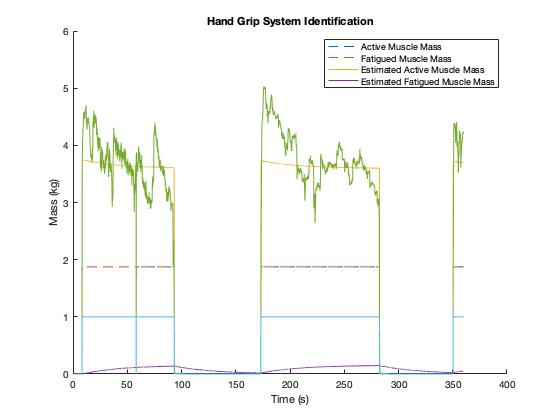 Hand Grip System Identification
Active Muscle Mass
Fatigued Muscle Mass
Estimated Active Muscle Mass
Estimated Fatigued Muscle Mass
6
5
4
3
2
1
0
Mass (kg)
0 50 100 150 200 250 300 350 400
Time (s)